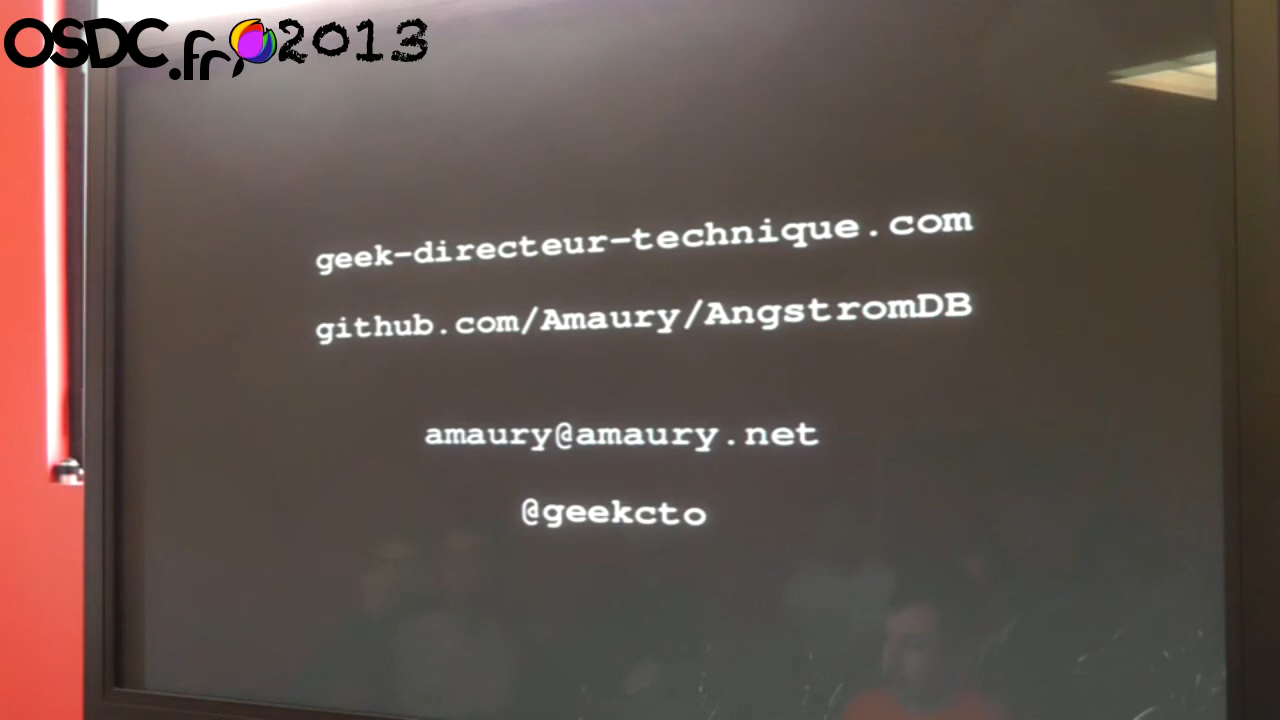 OSDC.fr 2013
geek-directeur-technique.com
github.com/Amaury/AngstromDB
amaury@amaury.net
@geekcto